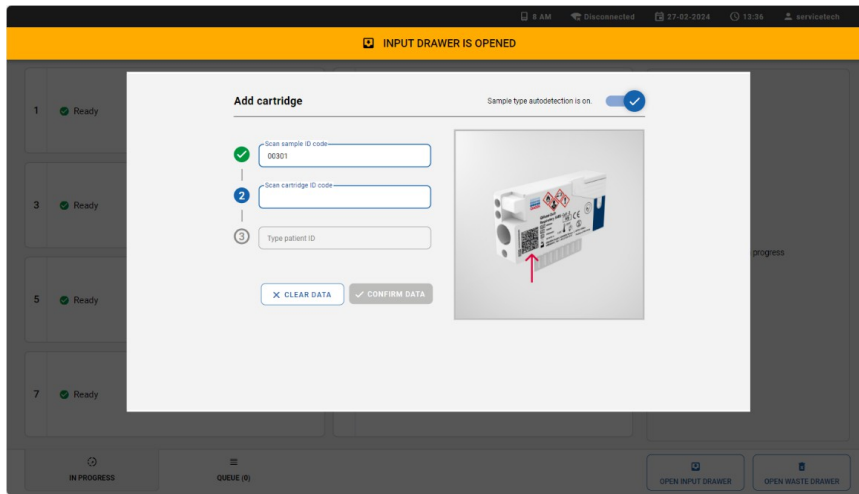 8 AM Disconnected 27-02-2024 13:36 servicetech
INPUT DRAWER IS OPENED
Add cartridge
Sample type autodetection is on.
1 Ready
Scan sample ID code
00301
Scan cartridge ID code
2
3 Ready
3 Type patient ID
progress
CLEAR DATA CONFIRM DATA
5 Ready
7 Ready
IN PROGRESS
QUEUE (0)
OPEN INPUT DRAWER
OPEN WASTE DRAWER